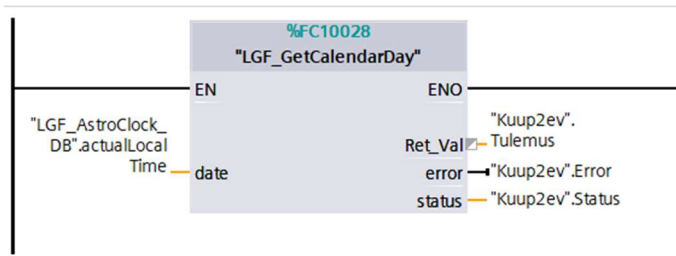 %FC10028
"LGF_GetCalendarDay"
EN
ENO
"LGF_AstroClock_
DB".actualLocal
Time
date
Ret_Val
"Kuup2ev".
Tulemus
error
"Kuup2ev".Error
status
"Kuup2ev".Status